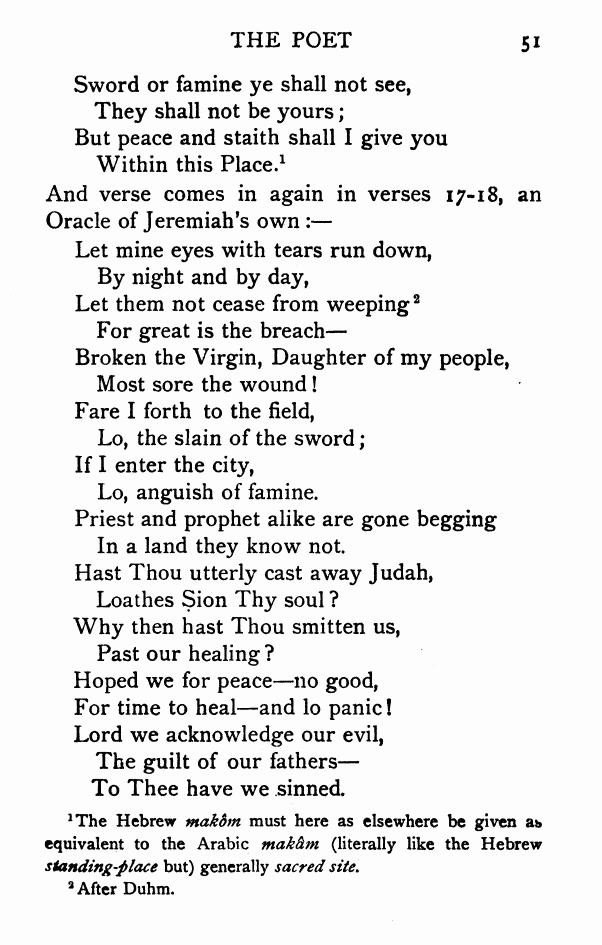 THE POET 51
Sword or famine ye shall not see,
They shall not be yours;
But peace and staith shall I give you
Within this Place.¹
And verse comes in again in verses 17-18, an
Oracle of Jeremiah's own:—
Let mine eyes with tears run down,
By night and by day,
Let them not cease from weeping²
For great is the breach—
Broken the Virgin, Daughter of my people,
Most sore the wound!
Fare I forth to the field,
Lo, the slain of the sword;
If I enter the city,
Lo, anguish of famine.
Priest and prophet alike are gone begging
In a land they know not.
Hast Thou utterly cast away Judah,
Loathes Ṣion Thy soul?
Why then hast Thou smitten us,
Past our healing?
Hoped we for peace—no good,
For time to heal—and lo panic!
Lord we acknowledge our evil,
The guilt of our fathers—
To Thee have we sinned.
¹The Hebrew makôm must here as elsewhere be given as
equivalent to the Arabic makâm (literally like the Hebrew
standing-place but) generally sacred site.
²After Duhm.